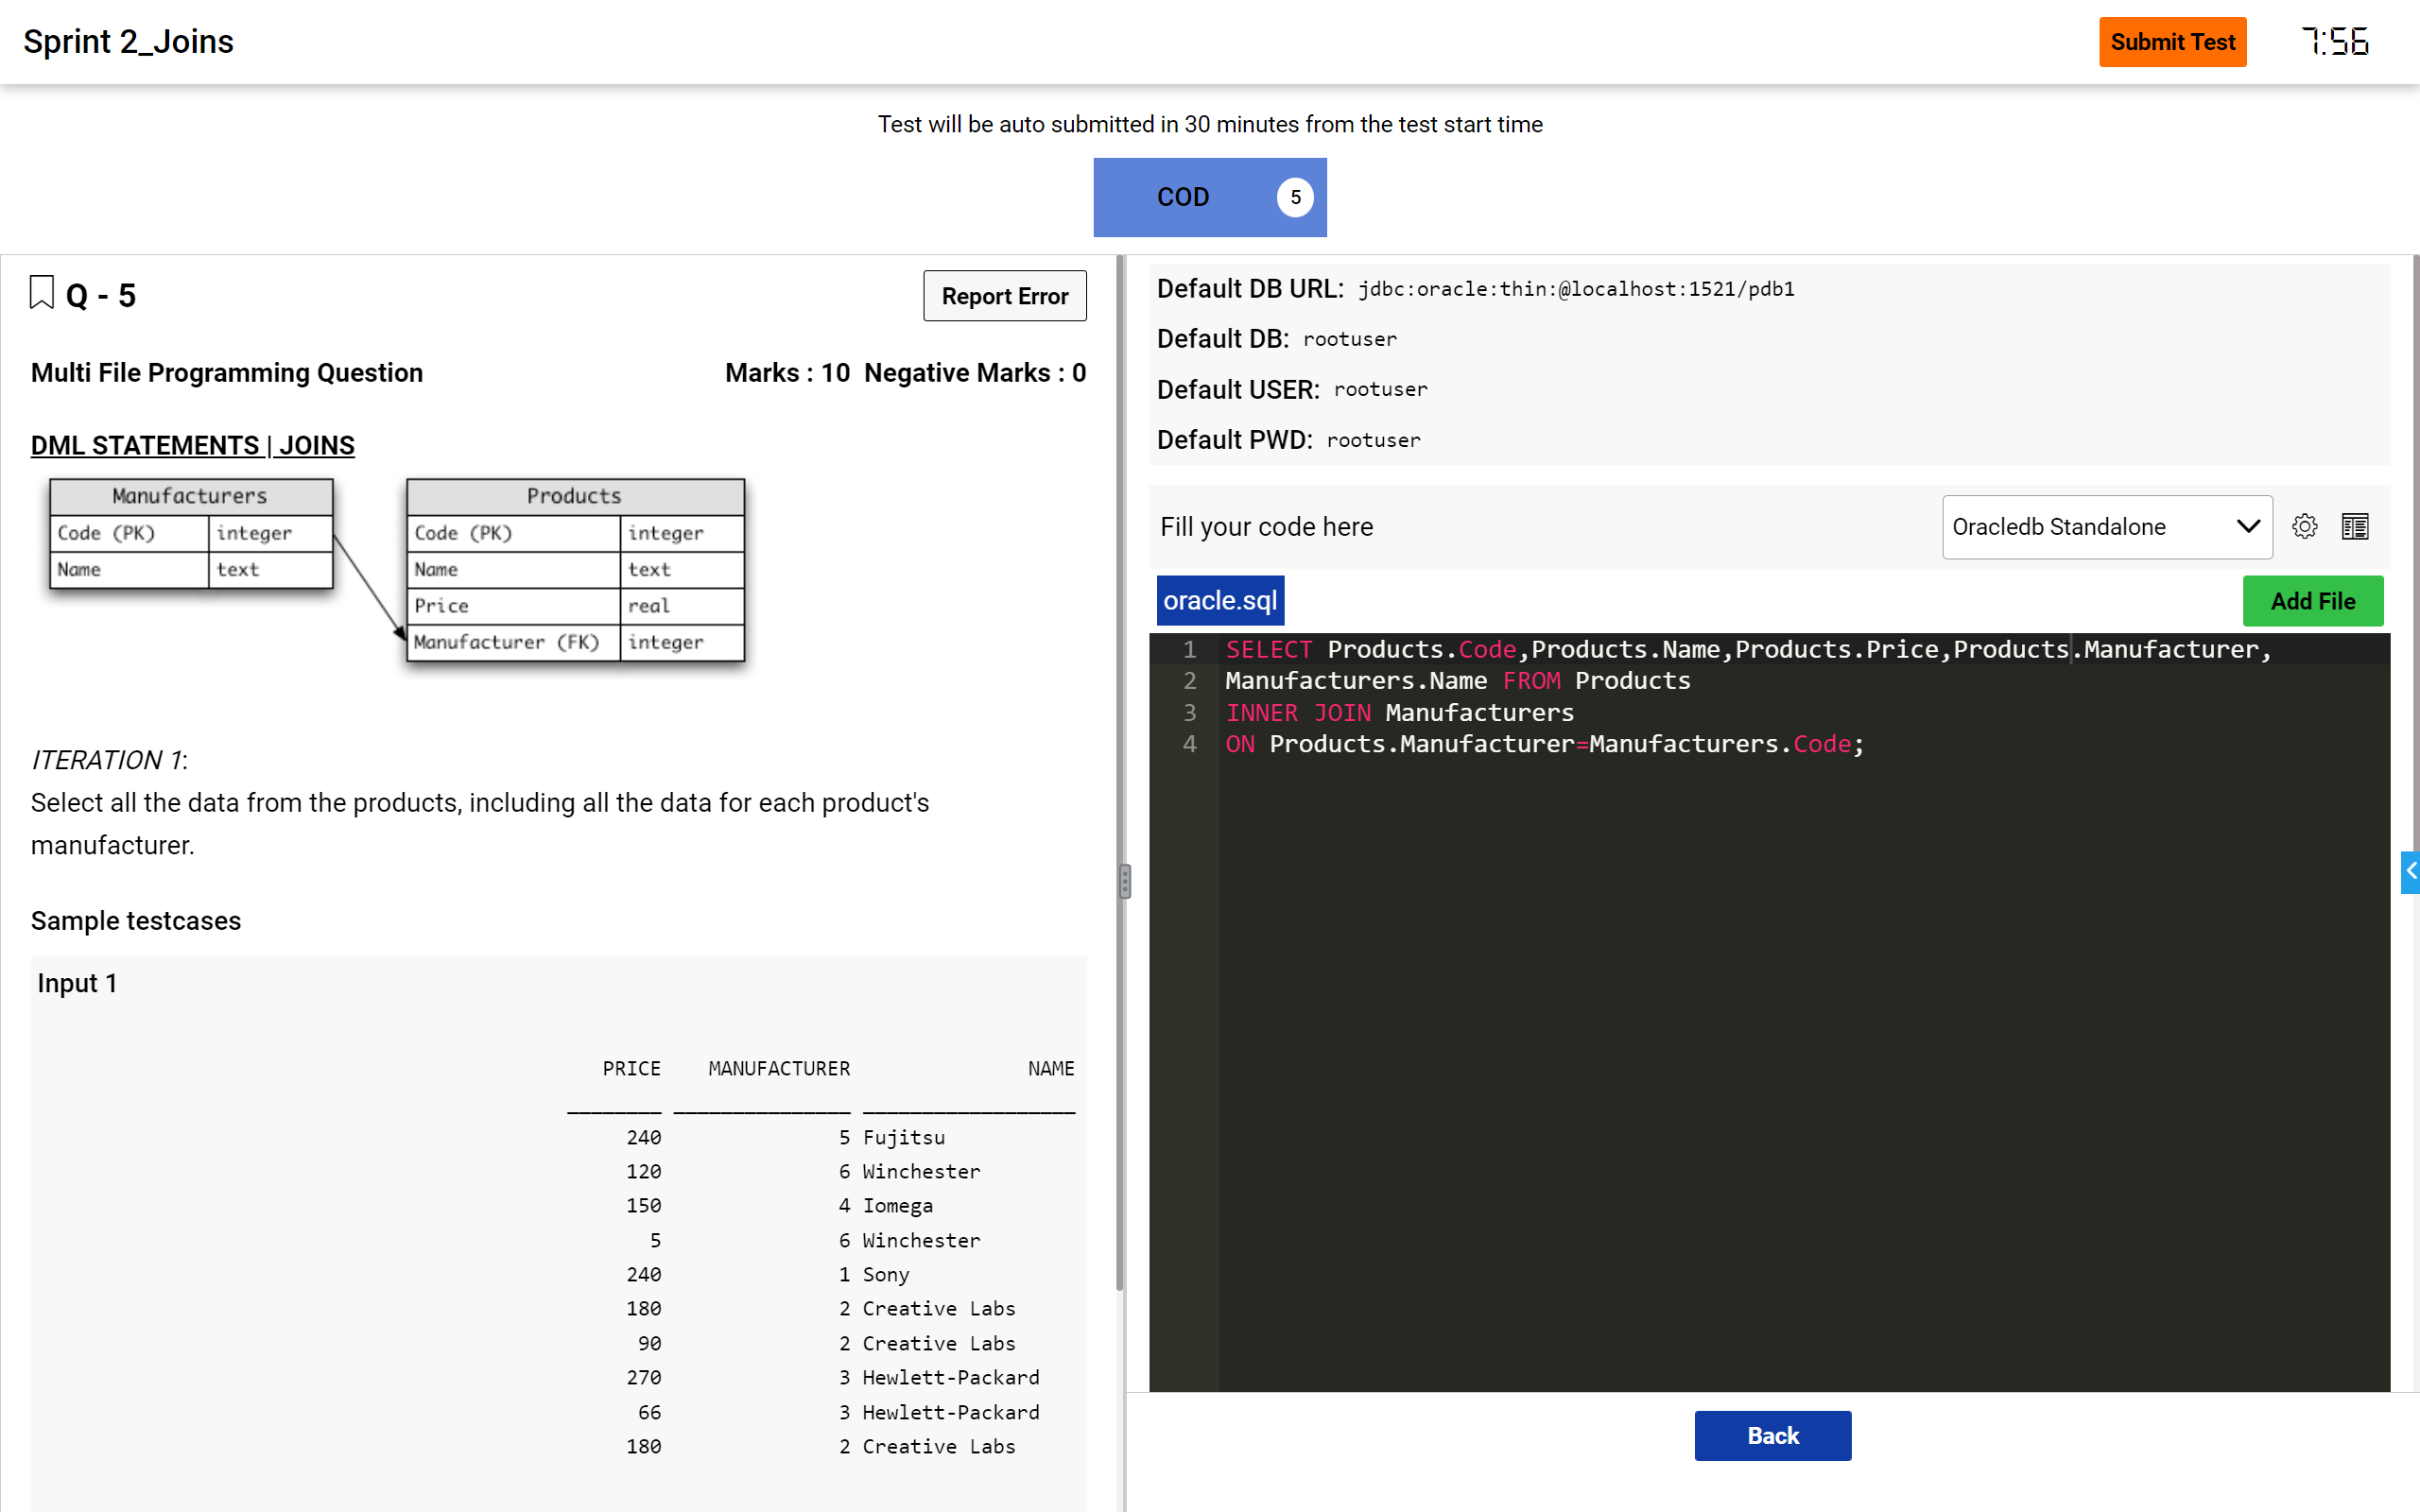 Sprint 2_Joins
Submit Test
7:56
Test will be auto submitted in 30 minutes from the test start time
COD 5
Q - 5
Report Error
Multi File Programming Question
Marks : 10 Negative Marks : 0
DML STATEMENTS | JOINS
Manufacturers
Code (PK) integer
Name text
Products
Code (PK) integer
Name text
Price real
Manufacturer (FK) integer
ITERATION 1:
Select all the data from the products, including all the data for each product's
manufacturer.
Sample testcases
Input 1
PRICE MANUFACTURER NAME
240 5 Fujitsu
120 6 Winchester
150 4 Iomega
5 6 Winchester
240 1 Sony
180 2 Creative Labs
90 2 Creative Labs
270 3 Hewlett-Packard
66 3 Hewlett-Packard
180 2 Creative Labs
Default DB URL: jdbc:oracle:thin:@localhost:1521/pdb1
Default DB: rootuser
Default USER: rootuser
Default PWD: rootuser
Fill your code here
Oracledb Standalone
oracle.sql
Add File
1 SELECT Products.Code,Products.Name,Products.Price,Products.Manufacturer,
2 Manufacturers.Name FROM Products
3 INNER JOIN Manufacturers
4 ON Products.Manufacturer=Manufacturers.Code;
Back